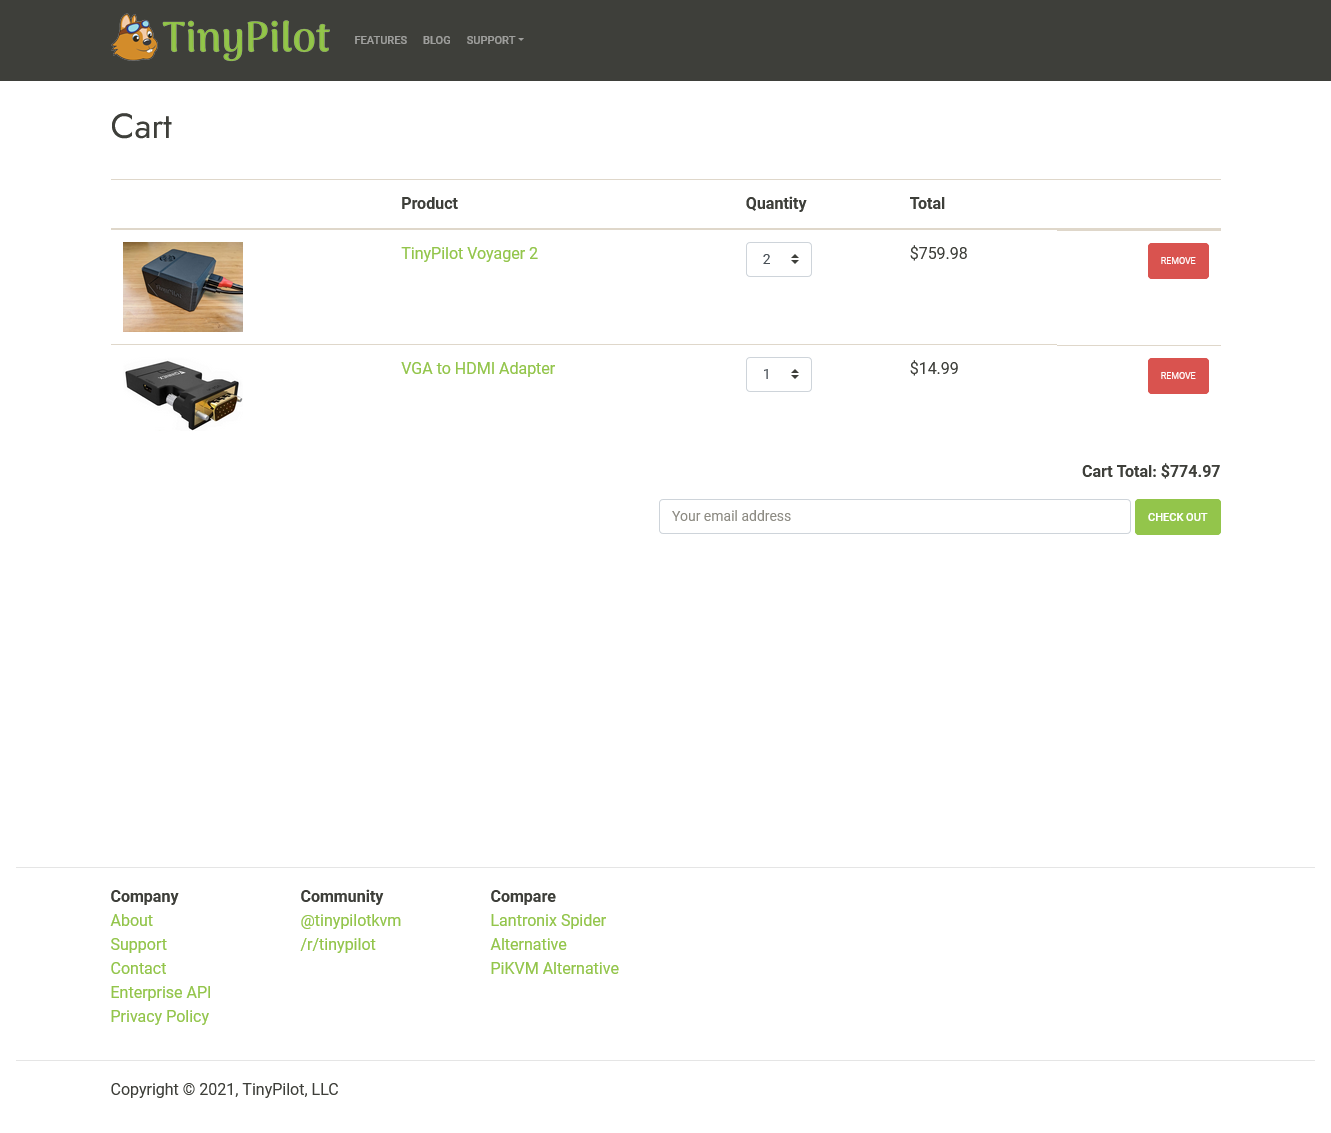 TinyPilot
FEATURES BLOG SUPPORT
Cart
Product Quantity Total
TinyPilot Voyager 2 2 $759.98 REMOVE
VGA to HDMI Adapter 1 $14.99 REMOVE
Cart Total: $774.97
Your email address CHECK OUT
Company
About
Support
Contact
Enterprise API
Privacy Policy
Community
@tinypilotkvm
/r/tinypilot
Compare
Lantronix Spider
Alternative
PiKVM Alternative
Copyright © 2021, TinyPilot, LLC